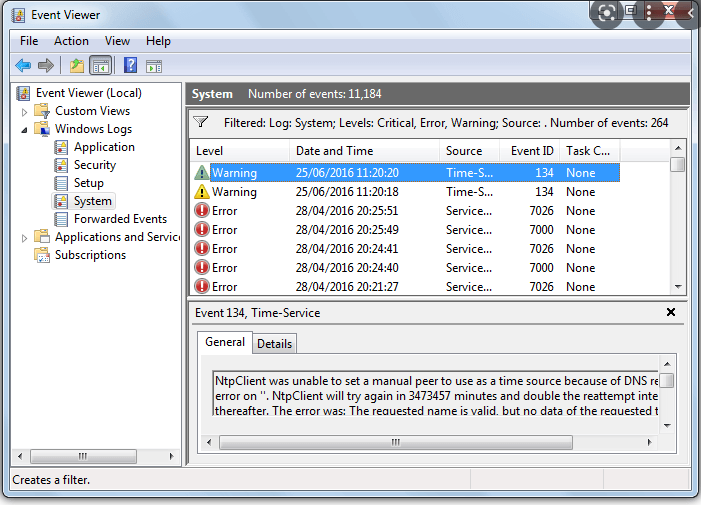 Event Viewer
File Action View Help
Event Viewer (Local)
Custom Views
Windows Logs
Application
Security
Setup
System
Forwarded Events
Applications and Servic
Subscriptions
System Number of events: 11,184
Filtered: Log: System; Levels: Critical, Error, Warning; Source: . Number of events: 264
Level Date and Time Source Event ID Task C...
Warning 25/06/2016 11:20:20 Time-S... 134 None
Warning 25/06/2016 11:20:18 Time-S... 134 None
Error 28/04/2016 20:25:51 Service... 7026 None
Error 28/04/2016 20:25:49 Service... 7000 None
Error 28/04/2016 20:24:41 Service... 7026 None
Error 28/04/2016 20:24:40 Service... 7000 None
Error 28/04/2016 20:21:27 Service... 7026 None
Event 134, Time-Service
General Details
NtpClient was unable to set a manual peer to use as a time source because of DNS re
error on ''. NtpClient will try again in 3473457 minutes and double the reattempt inte
thereafter. The error was: The requested name is valid, but no data of the requested t
Creates a filter.